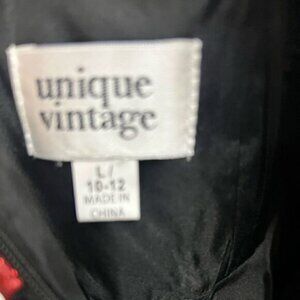 unique
vintage
L/
10-12
MADE IN
CHINA